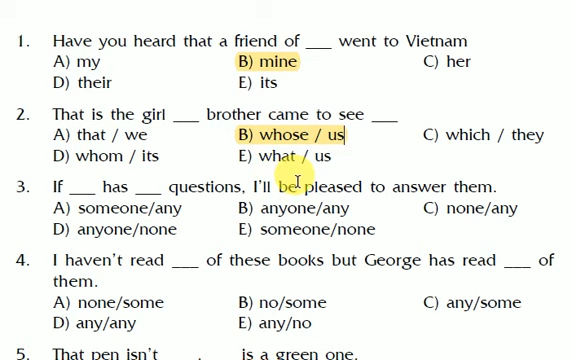 1. Have you heard that a friend of ___ went to Vietnam
A) my B) mine C) her
D) their E) its
2. That is the girl ___ brother came to see ___
A) that / we B) whose / us C) which / they
D) whom / its E) what / us
3. If ___ has ___ questions, I'll be pleased to answer them.
A) someone/any B) anyone/any C) none/any
D) anyone/none E) someone/none
4. I haven't read ___ of these books but George has read ___ of
them.
A) none/some B) no/some C) any/some
D) any/any E) any/no
5. That pen isn't ___. ___ is a green one.